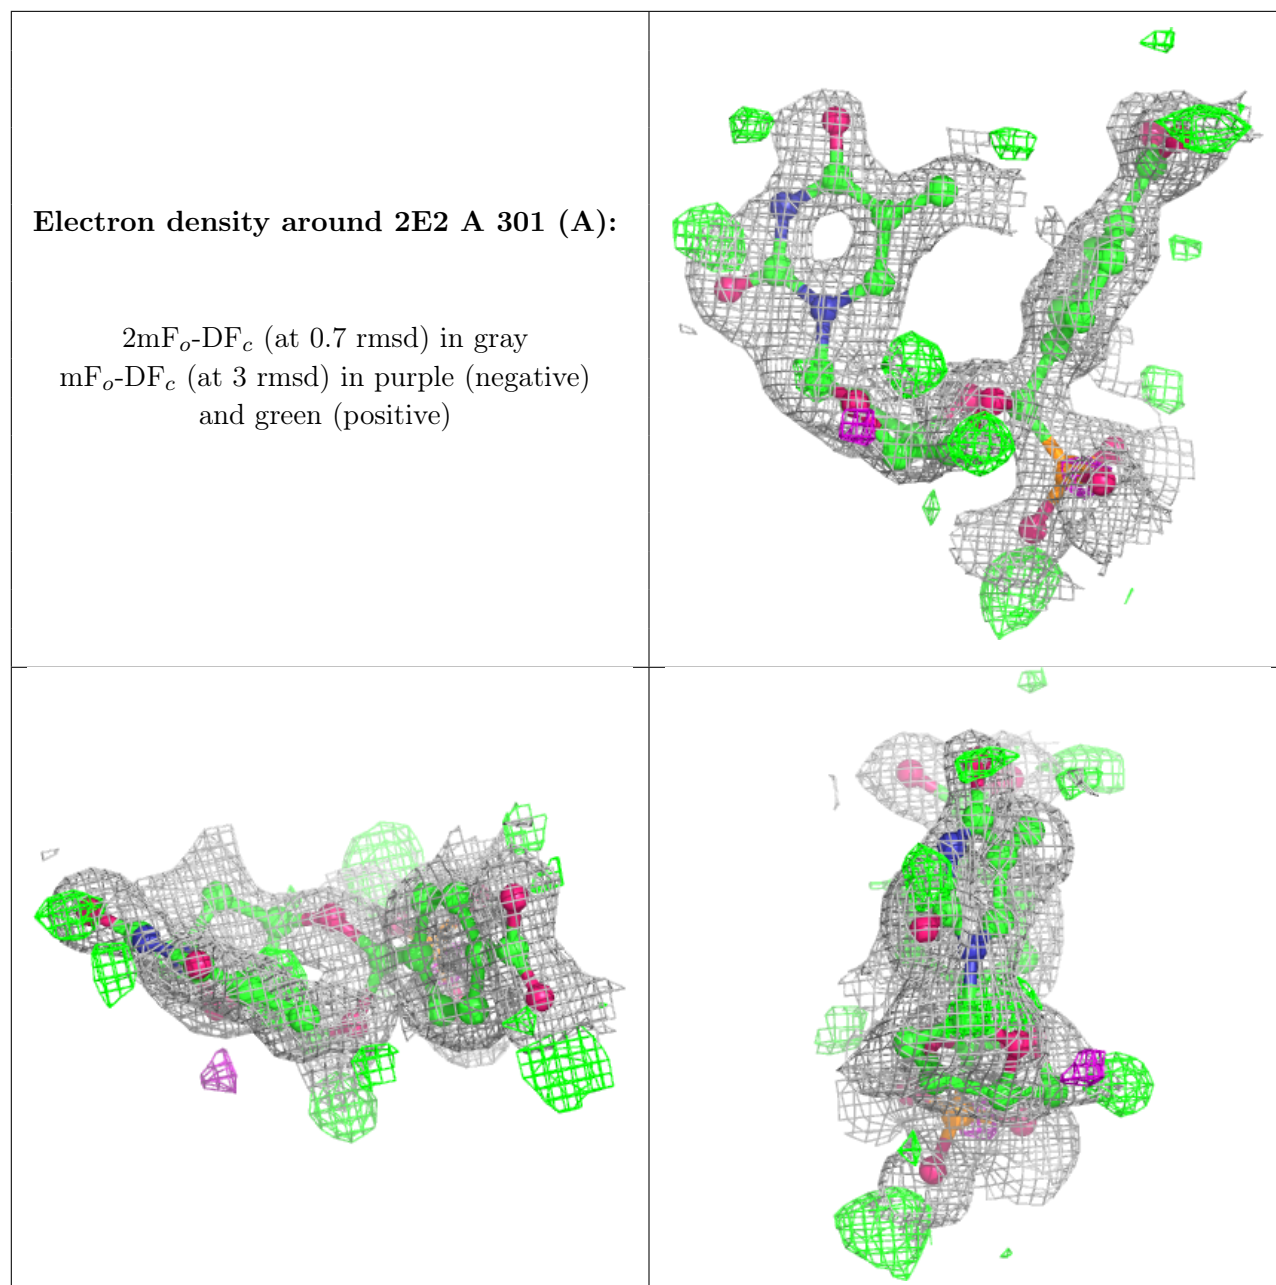 Electron density around 2E2 A 301 (A):
2mFₒ-DF𝒸 (at 0.7 rmsd) in gray
mFₒ-DF𝒸 (at 3 rmsd) in purple (negative)
and green (positive)